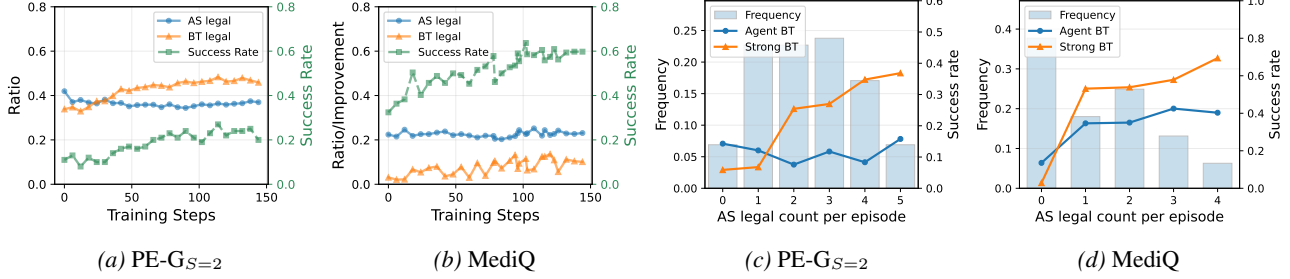 0.8
0.6
0.4
0.2
0.0
Ratio
0 50 100 150
Training Steps
0.8
0.6
0.4
0.2
0.0
Success Rate
AS legal
BT legal
Success Rate
(a) PE-G_{S=2}
0.8
0.6
0.4
0.2
0.0
Ratio/Improvement
0 50 100 150
Training Steps
0.8
0.6
0.4
0.2
0.0
Success Rate
AS legal
BT legal
Success Rate
(b) MediQ
0.25
0.20
0.15
0.10
0.05
0.00
Frequency
0 1 2 3 4 5
AS legal count per episode
0.6
0.5
0.4
0.3
0.2
0.1
0.0
Success rate
Frequency
Agent BT
Strong BT
(c) PE-G_{S=2}
0.4
0.3
0.2
0.1
0.0
Frequency
0 1 2 3 4
AS legal count per episode
1.0
0.8
0.6
0.4
0.2
0.0
Success rate
Frequency
Agent BT
Strong BT
(d) MediQ